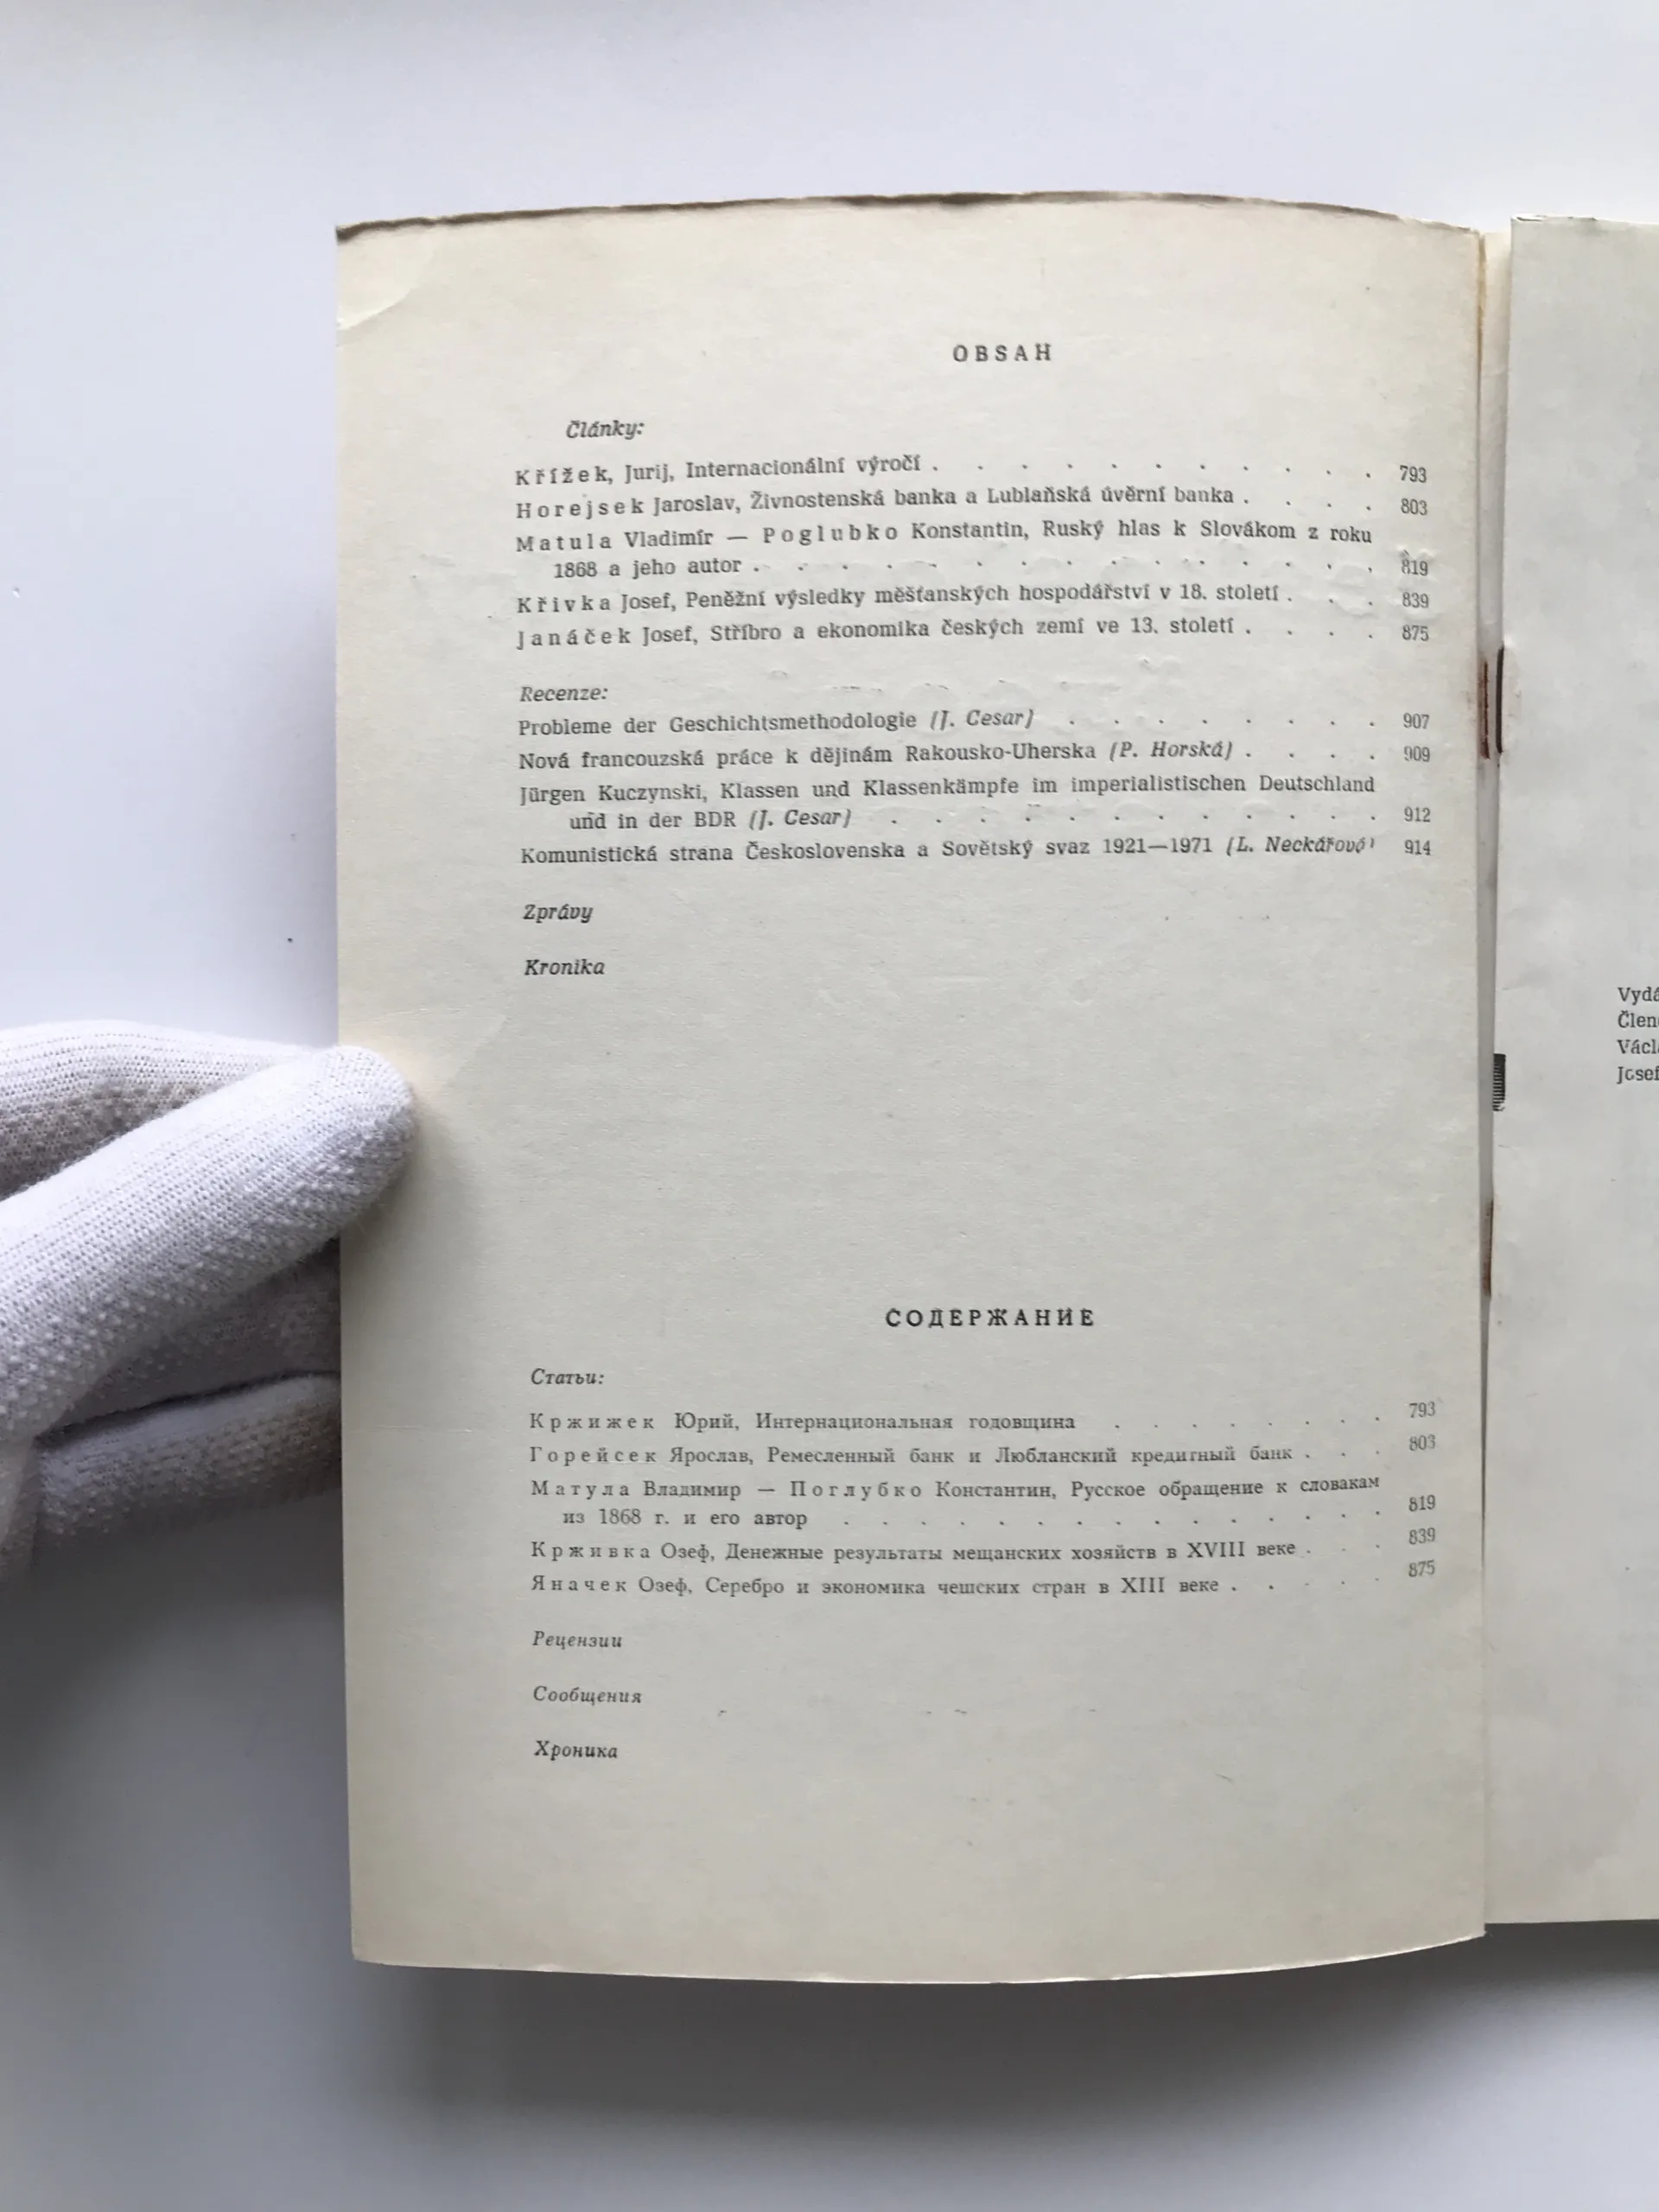 OBSAH
Články:
Křížek, Jurij, Internacionální výročí . . . . . . . . . . . 793
Horejsek Jaroslav, Živnostenská banka a Lublaňská úvěrní banka . . . . 803
Matula Vladimír — Poglubko Konstantin, Ruský hlas k Slovákom z roku
1868 a jeho autor . . . . . . . . . . . . . . . 819
Křivka Josef, Peněžní výsledky měšťanských hospodářství v 18. století . . . 839
Janáček Josef, Stříbro a ekonomika českých zemí ve 13. století . . . . 875
Recenze:
Probleme der Geschichtsmethodologie (J. Cesar) . . . . . . . . 907
Nová francouzská práce k dějinám Rakousko-Uherska (P. Horská) . . . . 909
Jürgen Kuczynski, Klassen und Klassenkämpfe im imperialistischen Deutschland
und in der BDR (J. Cesar) . . . . . . . . . . . . 912
Komunistická strana Československa a Sovětský svaz 1921—1971 (L. Neckářová) 914
Zprávy
Kronika
СОДЕРЖАНИЕ
Статьи:
Кржижек Юрий, Интернациональная годовщина . . . . . . . 793
Горейсек Ярослав, Ремесленный банк и Любланский кредитный банк . . . 803
Матула Владимир — Поглубко Константин, Русское обращение к словакам
из 1868 г. и его автор . . . . . . . . . . . . . 819
Крживка Озеф, Денежные результаты мещанских хозяйств в XVIII веке . . . 839
Яначек Озеф, Серебро и экономика чешских стран в XIII веке . . . . . 875
Рецензии
Сообщения
Хроника
Václ
Josef